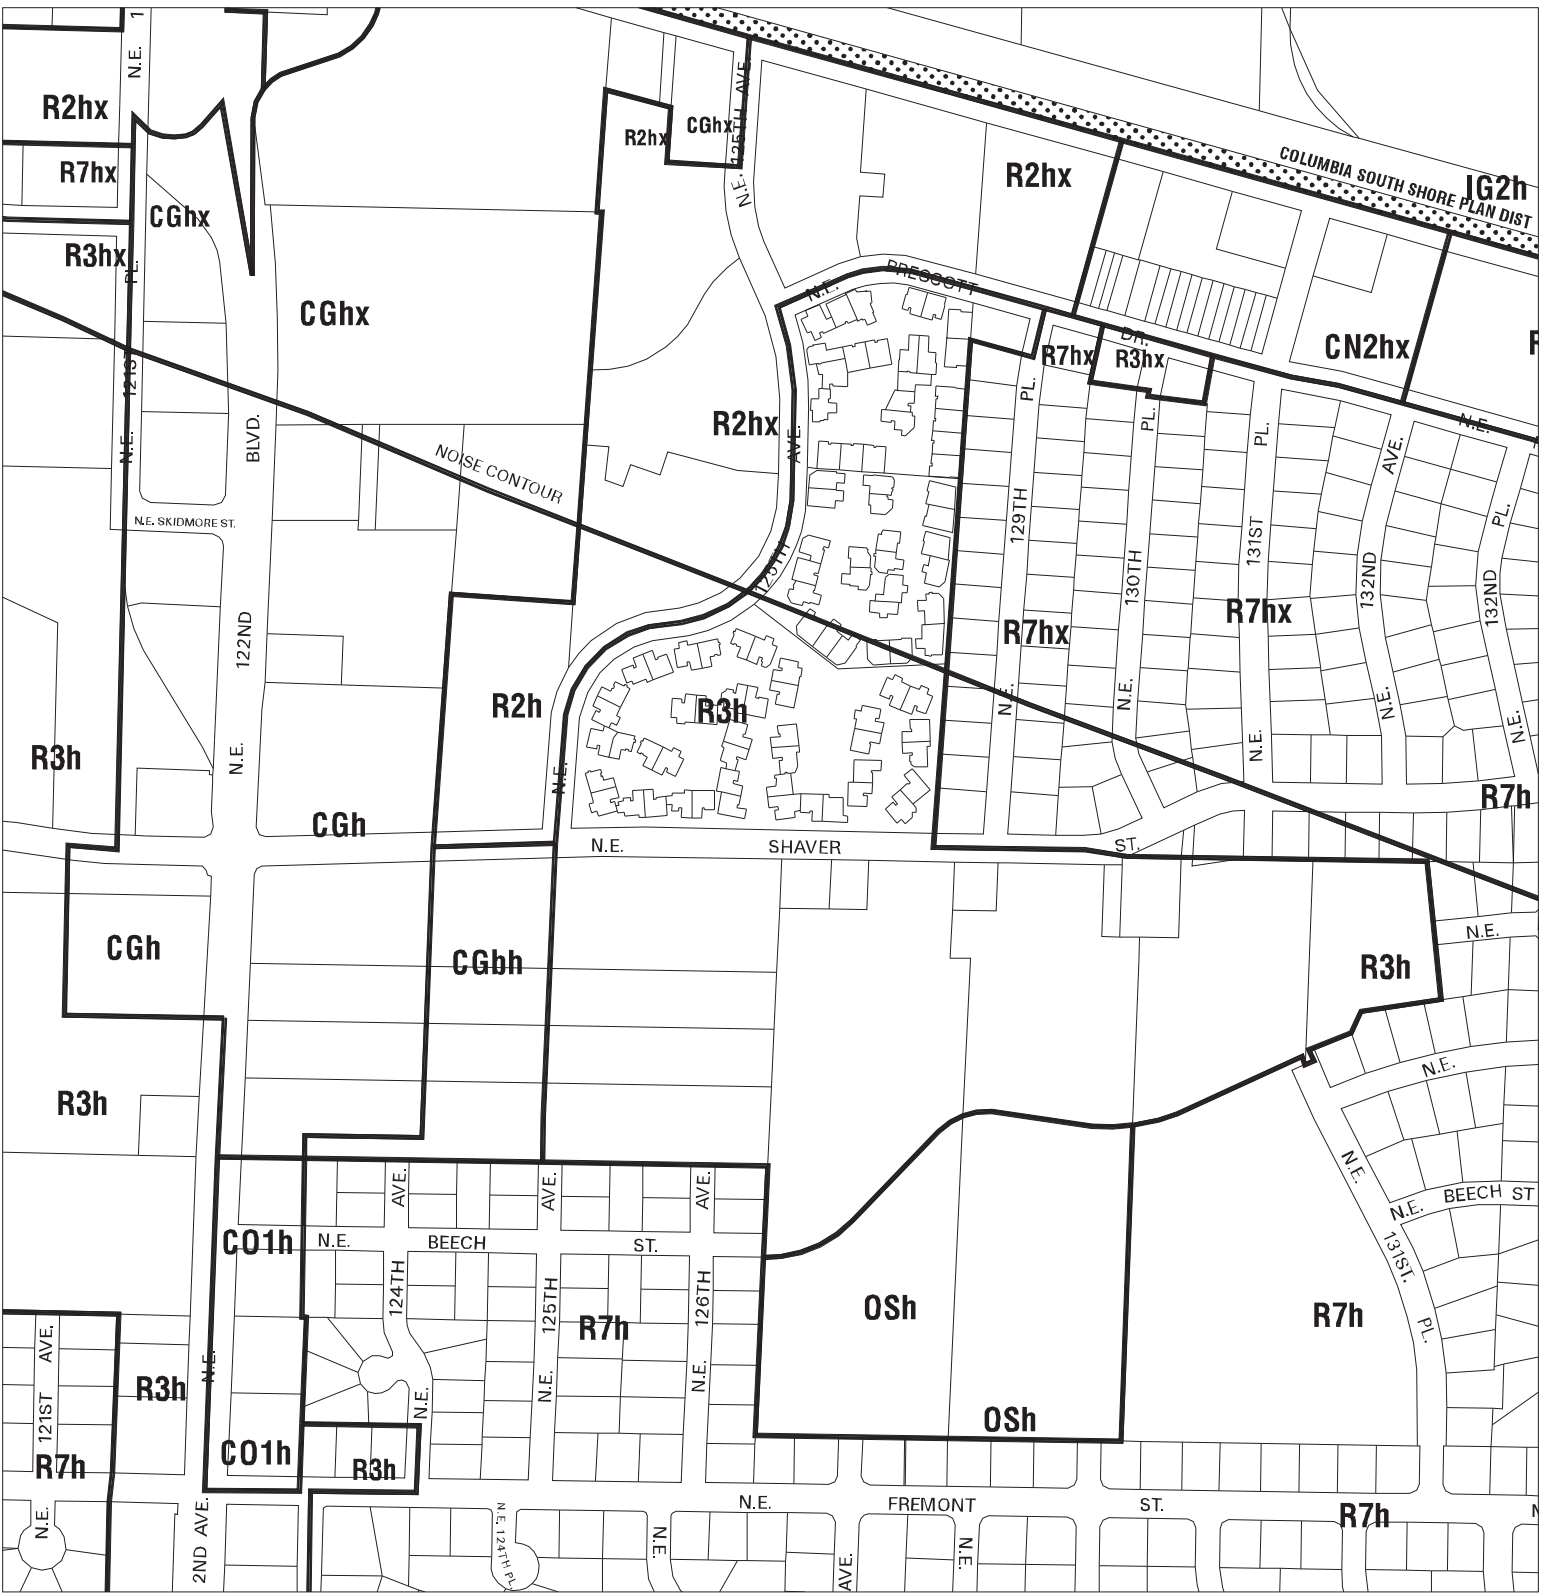 N.E. 1
R2hx
R7hx
R3hx
CGhx
N.E. 121ST PL.
CGhx
R2hx
CGhx
N.E. 125TH AVE.
R2hx
COLUMBIA SOUTH SHORE PLAN DIST
IG2h
N.E. PRESCOTT DR.
R7hx
R3hx
CN2hx
N.E.
R2hx
NOISE CONTOUR
N.E. SKIDMORE ST.
N.E. 122ND BLVD.
N.E. 125TH AVE.
N.E. 129TH PL.
N.E. 130TH PL.
N.E. 131ST PL.
N.E. 132ND AVE.
N.E. 132ND PL.
R7hx
R7hx
R3h
R2h
R3h
R7h
CGh
N.E. SHAVER ST.
CGh
CGbh
R3h
N.E.
R3h
N.E.
N.E. BEECH ST
N.E. 131ST. PL.
CO1h
N.E. BEECH ST.
AVE.
AVE.
AVE.
N.E. 124TH
N.E. 125TH
N.E. 126TH
R7h
OSh
R7h
N.E. 121ST AVE.
R3h
N.E.
R7h
CO1h
R3h
OSh
N.E. FREMONT ST.
R7h
2ND AVE.
N.E. 124TH PL.
N.E.
AVE.
N.E.